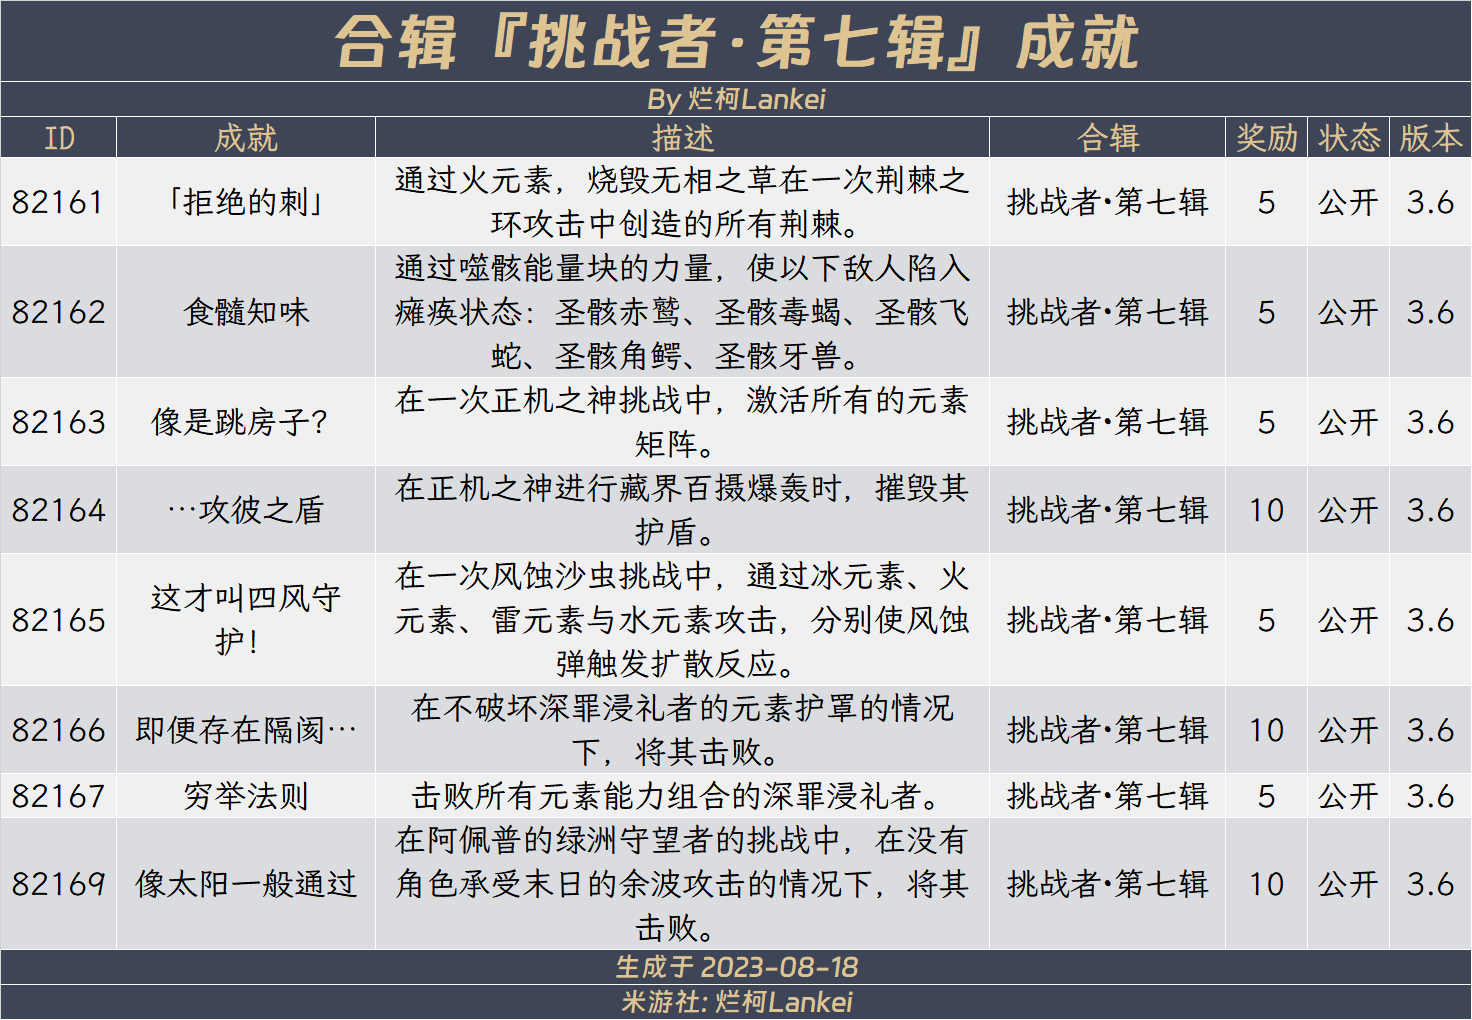 合辑『挑战者·第七辑』成就
By 烂柯Lankei
ID 成就 描述 合辑 奖励 状态 版本
82161 「拒绝的刺」 通过火元素，烧毁无相之草在一次荆棘之 挑战者·第七辑 5 公开 3.6
环攻击中创造的所有荆棘。
通过噬骸能量块的力量，使以下敌人陷入
82162 食髓知味 瘫痪状态：圣骸赤鹫、圣骸毒蝎、圣骸飞 挑战者·第七辑 5 公开 3.6
蛇、圣骸角鳄、圣骸牙兽。
82163 像是跳房子？ 在一次正机之神挑战中，激活所有的元素 挑战者·第七辑 5 公开 3.6
矩阵。
82164 …攻彼之盾 在正机之神进行藏界百摄爆轰时，摧毁其 挑战者·第七辑 10 公开 3.6
护盾。
在一次风蚀沙虫挑战中，通过冰元素、火
82165 这才叫四风守 元素、雷元素与水元素攻击，分别使风蚀 挑战者·第七辑 5 公开 3.6
护！ 弹触发扩散反应。
82166 即便存在隔阂… 在不破坏深罪浸礼者的元素护罩的情况 挑战者·第七辑 10 公开 3.6
下，将其击败。
82167 穷举法则 击败所有元素能力组合的深罪浸礼者。 挑战者·第七辑 5 公开 3.6
在阿佩普的绿洲守望者的挑战中，在没有
82169 像太阳一般通过 角色承受末日的余波攻击的情况下，将其 挑战者·第七辑 10 公开 3.6
击败。
生成于 2023-08-18
米游社: 烂柯Lankei